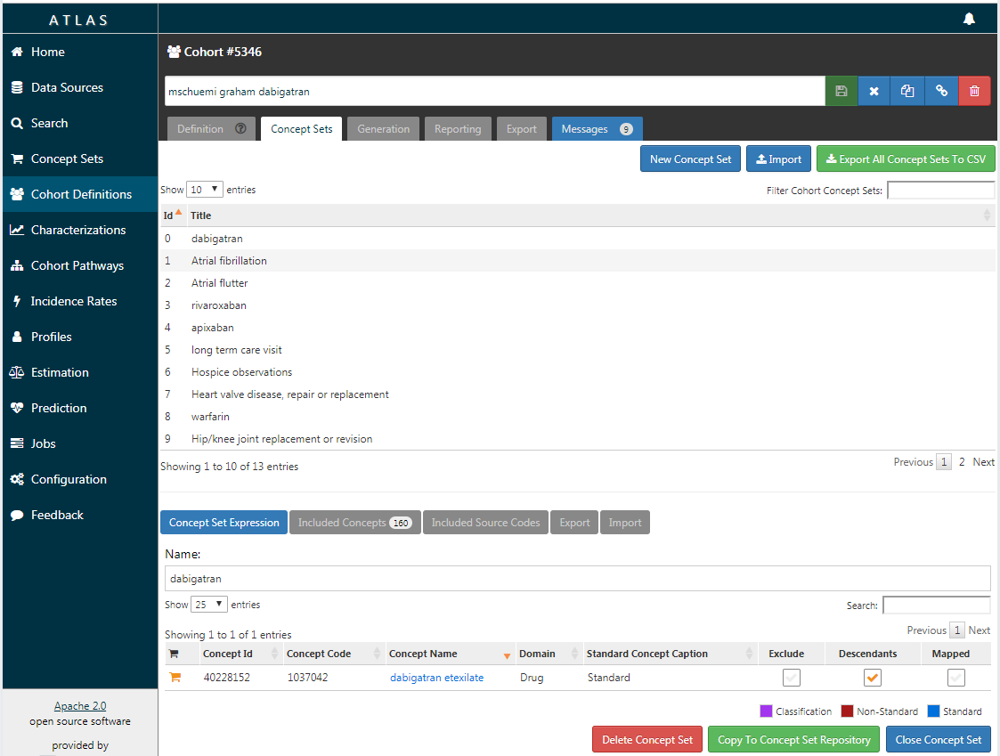 ATLAS
Home
Data Sources
Search
Concept Sets
Cohort Definitions
Characterizations
Cohort Pathways
Incidence Rates
Profiles
Estimation
Prediction
Jobs
Configuration
Feedback
Apache 2.0
open source software
provided by
Cohort #5346
mschuemi graham dabigatran
Definition Concept Sets Generation Reporting Export Messages 9
New Concept Set Import Export All Concept Sets To CSV
Show 10 entries Filter Cohort Concept Sets:
Id Title
0 dabigatran
1 Atrial fibrillation
2 Atrial flutter
3 rivaroxaban
4 apixaban
5 long term care visit
6 Hospice observations
7 Heart valve disease, repair or replacement
8 warfarin
9 Hip/knee joint replacement or revision
Showing 1 to 10 of 13 entries Previous 1 2 Next
Concept Set Expression Included Concepts 160 Included Source Codes Export Import
Name:
dabigatran
Show 25 entries Search:
Showing 1 to 1 of 1 entries Previous 1 Next
Concept Id Concept Code Concept Name Domain Standard Concept Caption Exclude Descendants Mapped
40228152 1037042 dabigatran etexilate Drug Standard
Classification Non-Standard Standard
Delete Concept Set Copy To Concept Set Repository Close Concept Set